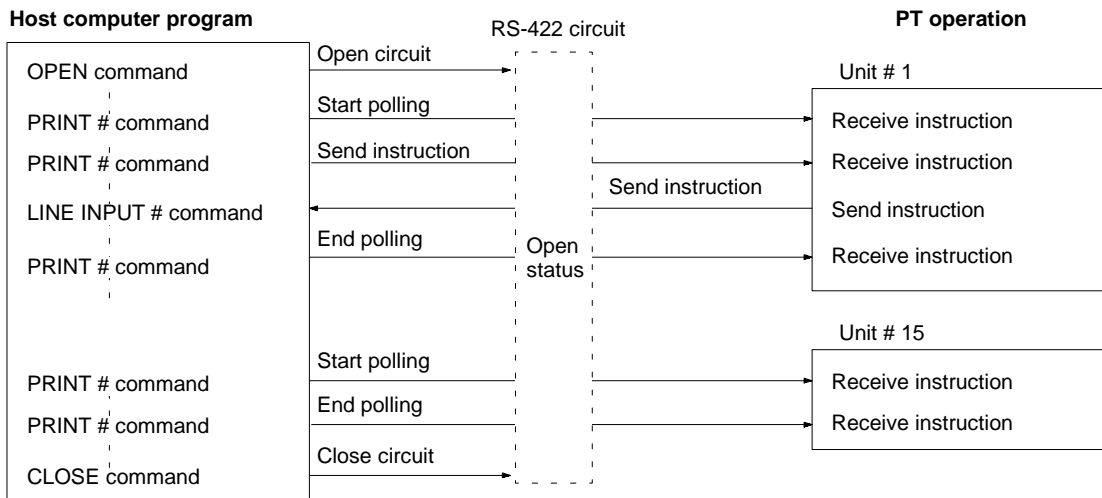 Host computer program
RS-422 circuit
PT operation
OPEN command
Open circuit
Unit # 1
PRINT # command
Start polling
Receive instruction
PRINT # command
Send instruction
Receive instruction
Send instruction
LINE INPUT # command
Send instruction
End polling
Open
status
PRINT # command
Receive instruction
Unit # 15
Start polling
PRINT # command
Receive instruction
End polling
PRINT # command
Receive instruction
Close circuit
CLOSE command